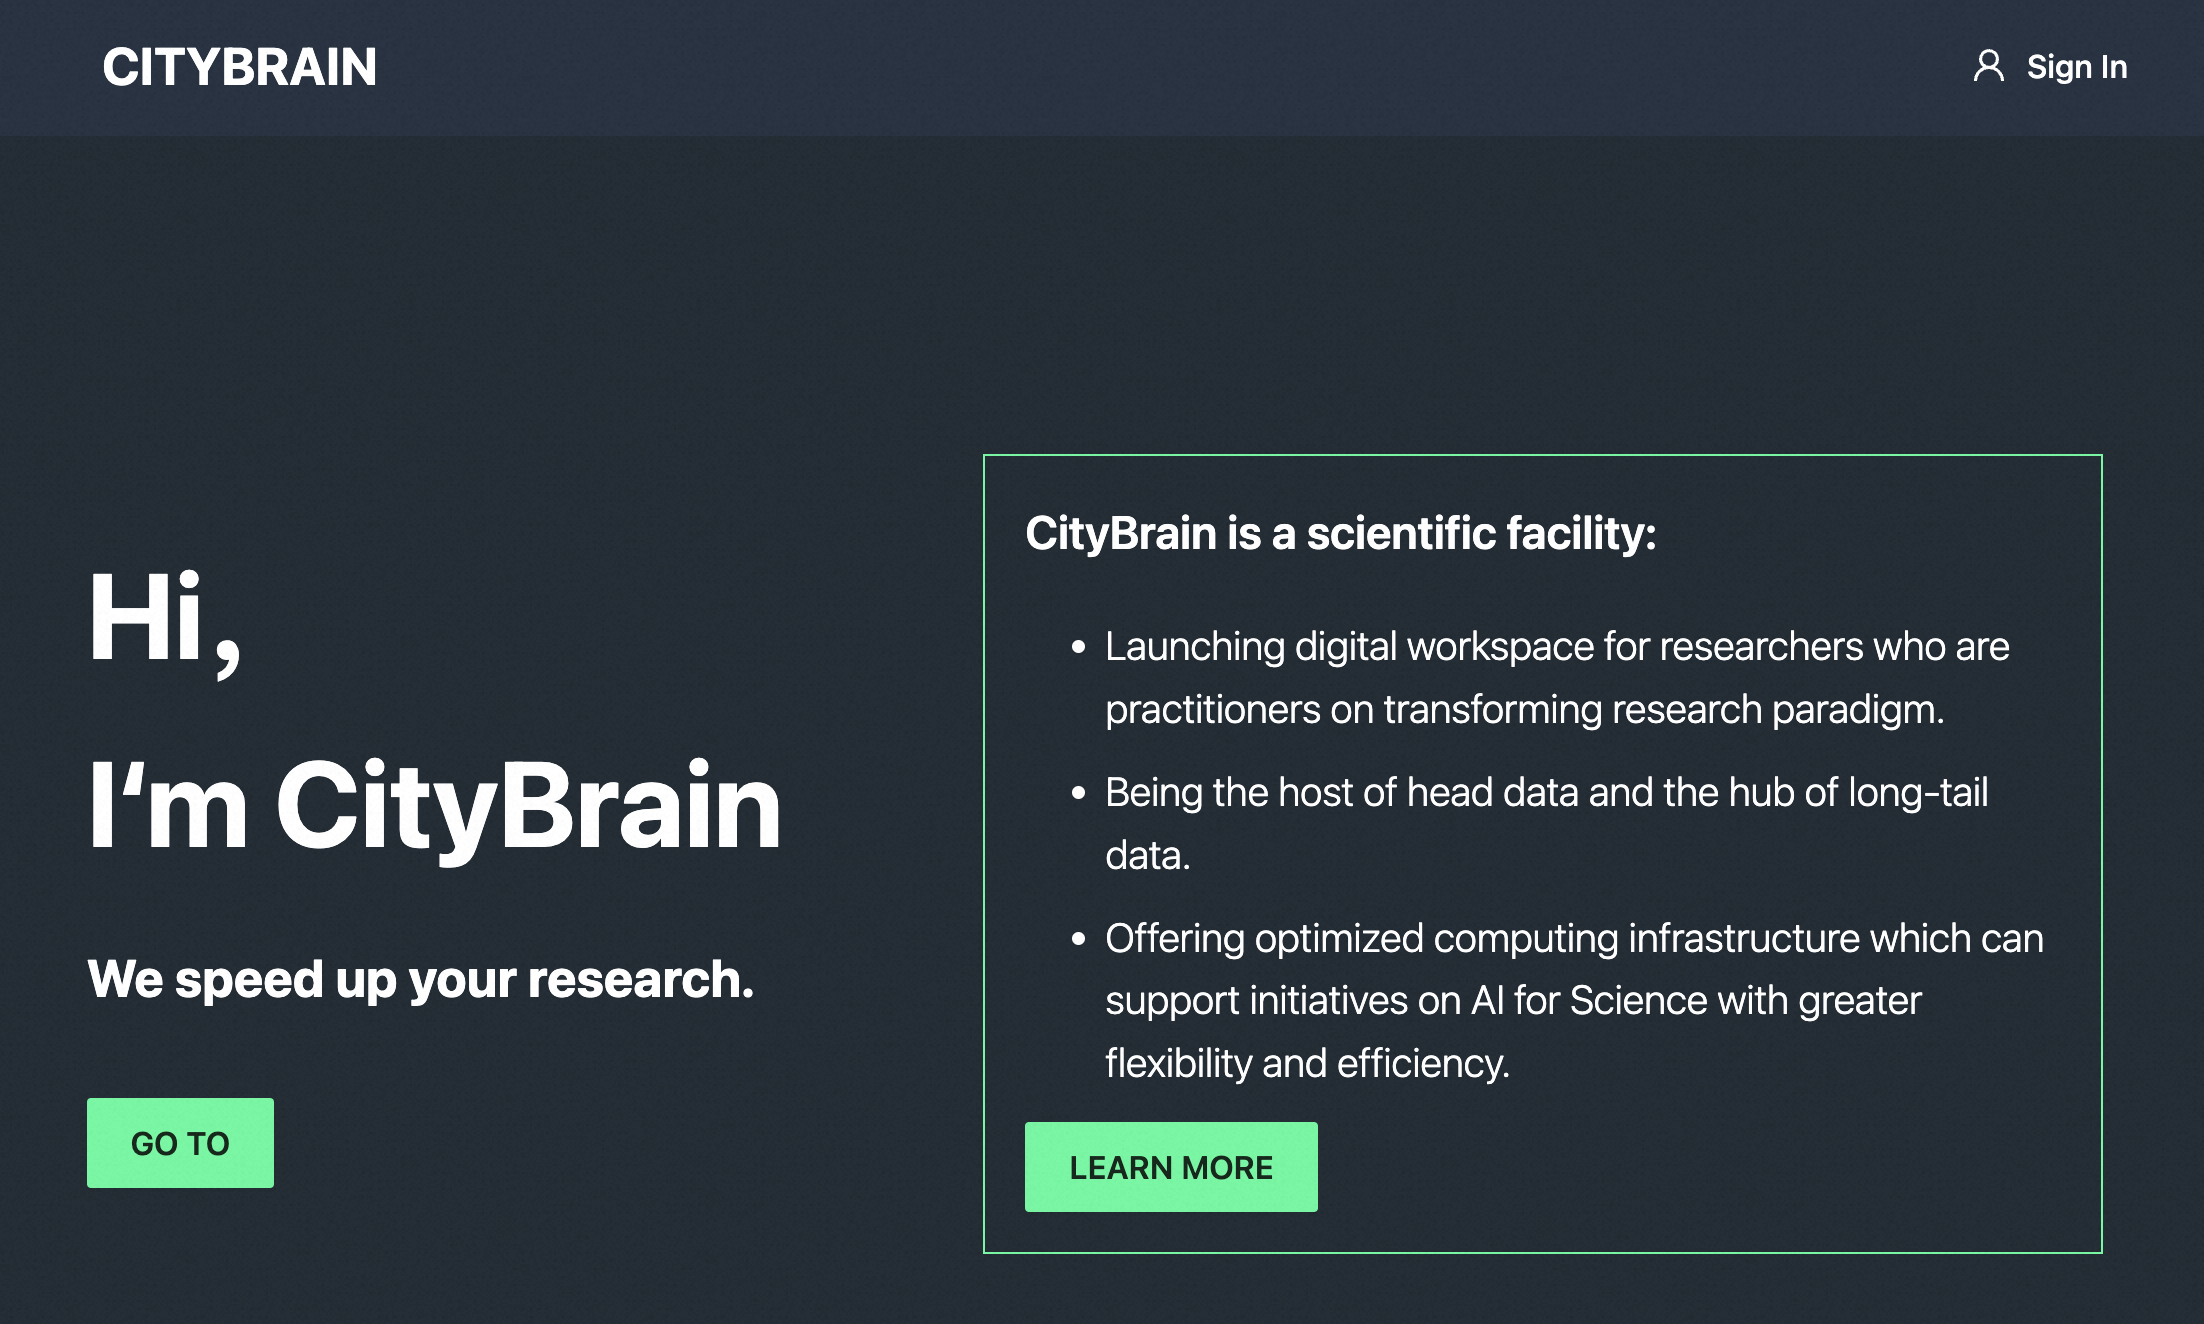 CITYBRAIN
Sign In
Hi,
I‘m CityBrain
We speed up your research.
GO TO
CityBrain is a scientific facility:
• Launching digital workspace for researchers who are
practitioners on transforming research paradigm.
• Being the host of head data and the hub of long-tail
data.
• Offering optimized computing infrastructure which can
support initiatives on AI for Science with greater
flexibility and efficiency.
LEARN MORE